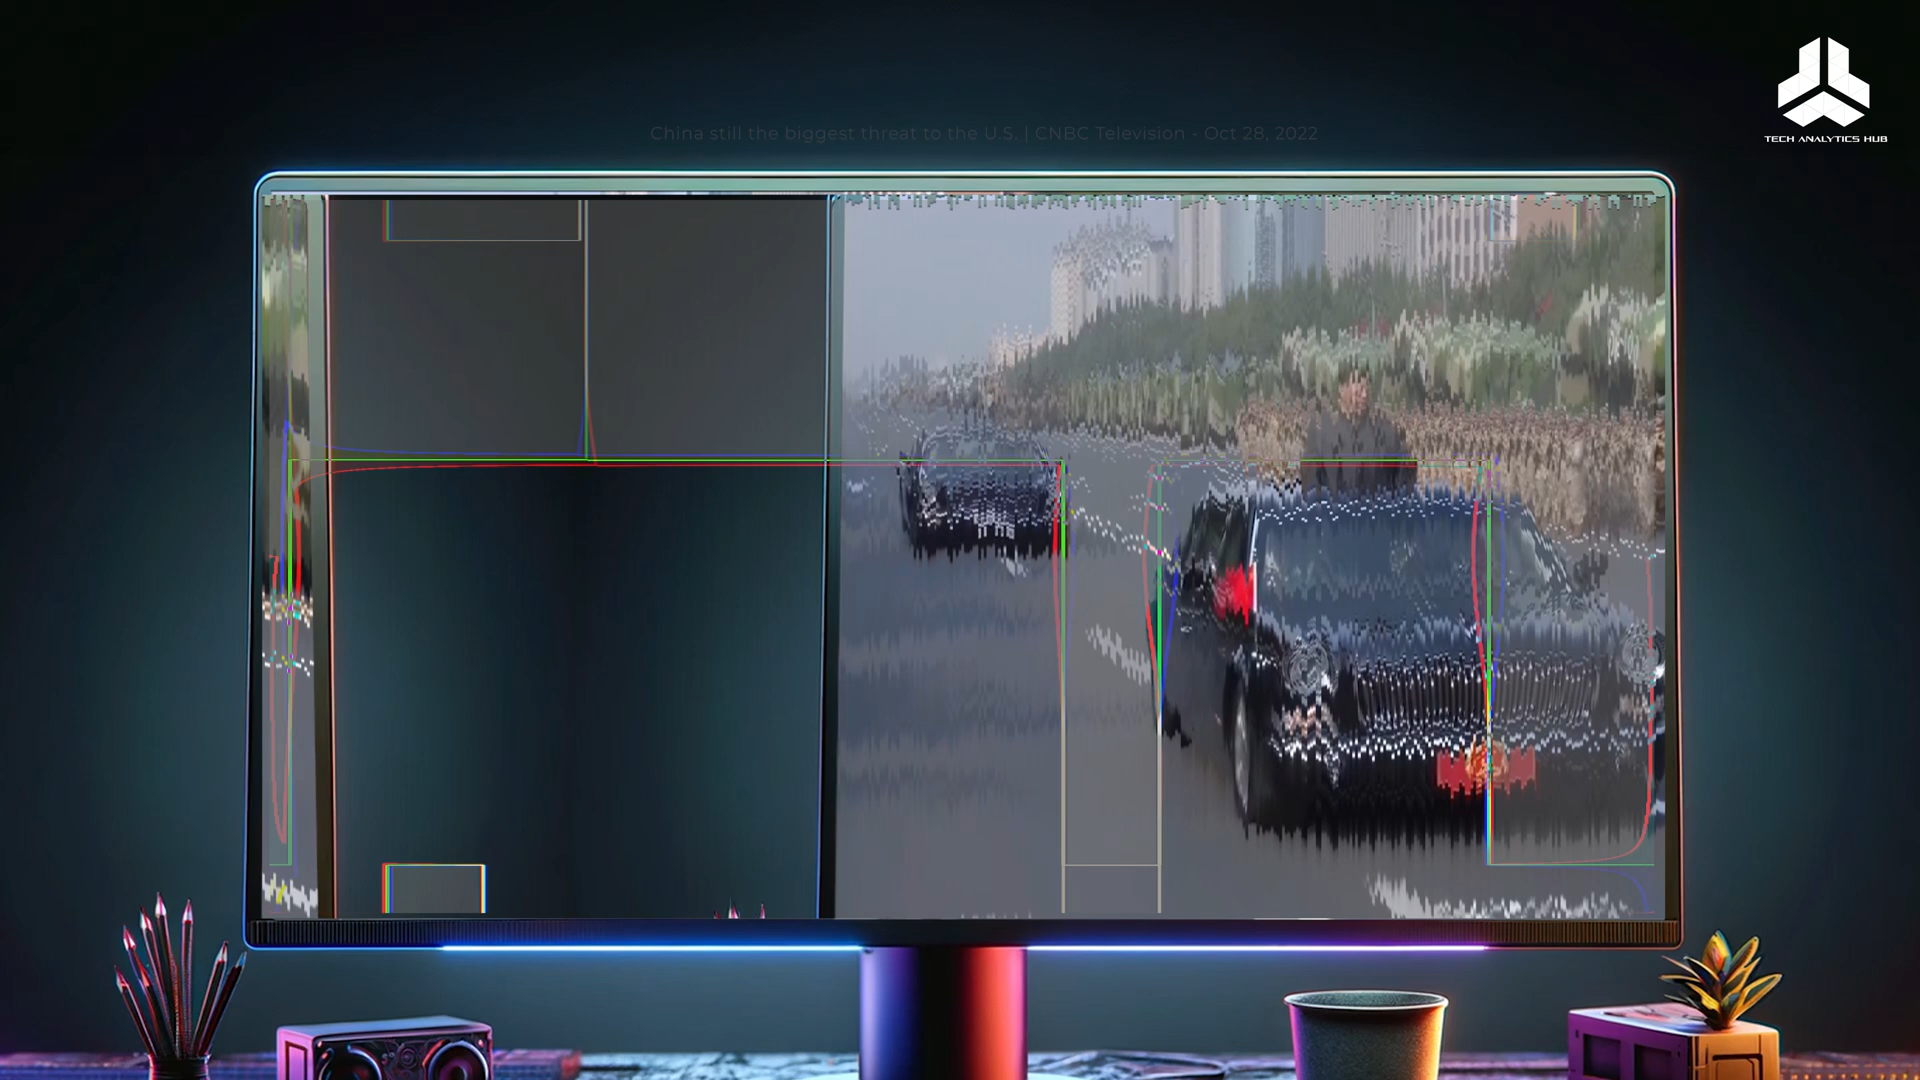 China still the biggest threat to the U.S. | CNBC Television - Oct 28, 2022
TECH ANALYTICS HUB